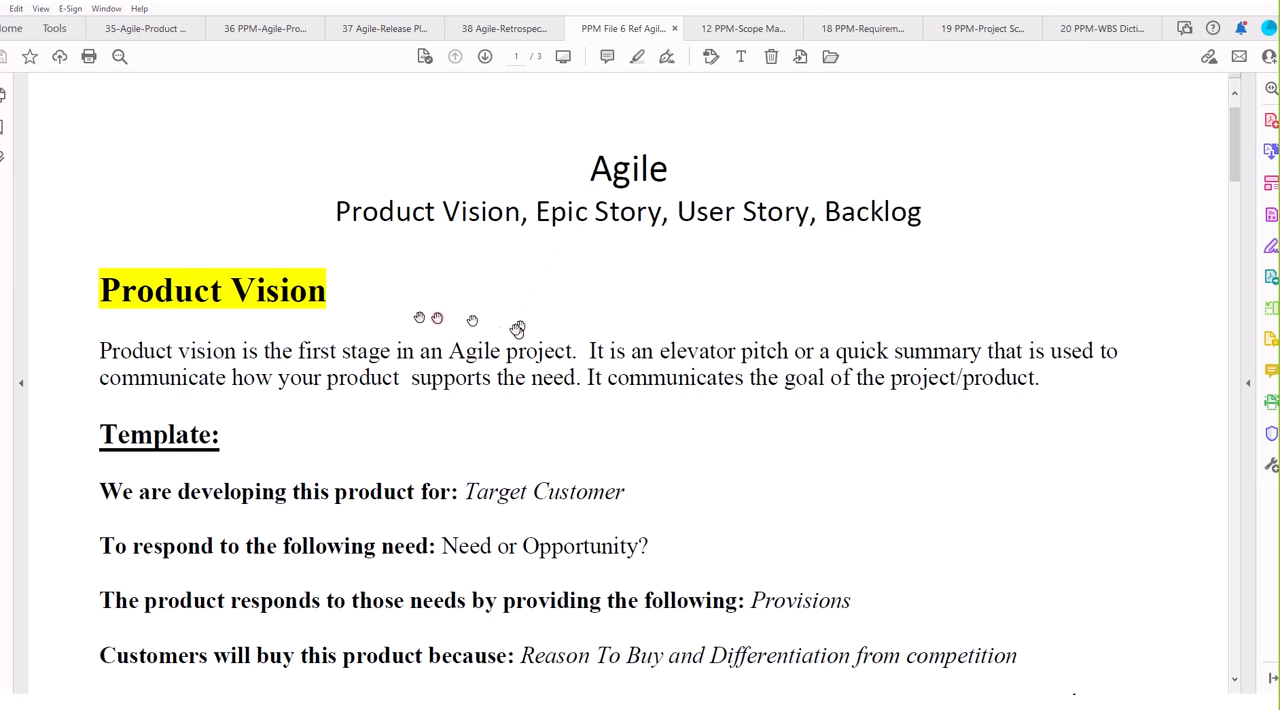 Edit View E-Sign Window Help
ome Tools 35-Agile-Product ... 36 PPM-Agile-Pro... 37 Agile-Release Pl... 38 Agile-Retrospec... PPM File 6 Ref Agil... × 12 PPM-Scope Ma... 18 PPM-Requirem... 19 PPM-Project Sc... 20 PPM-WBS Dicti...
1 / 3
Agile
Product Vision, Epic Story, User Story, Backlog
Product Vision
Product vision is the first stage in an Agile project. It is an elevator pitch or a quick summary that is used to
communicate how your product supports the need. It communicates the goal of the project/product.
Template:
We are developing this product for: Target Customer
To respond to the following need: Need or Opportunity?
The product responds to those needs by providing the following: Provisions
Customers will buy this product because: Reason To Buy and Differentiation from competition